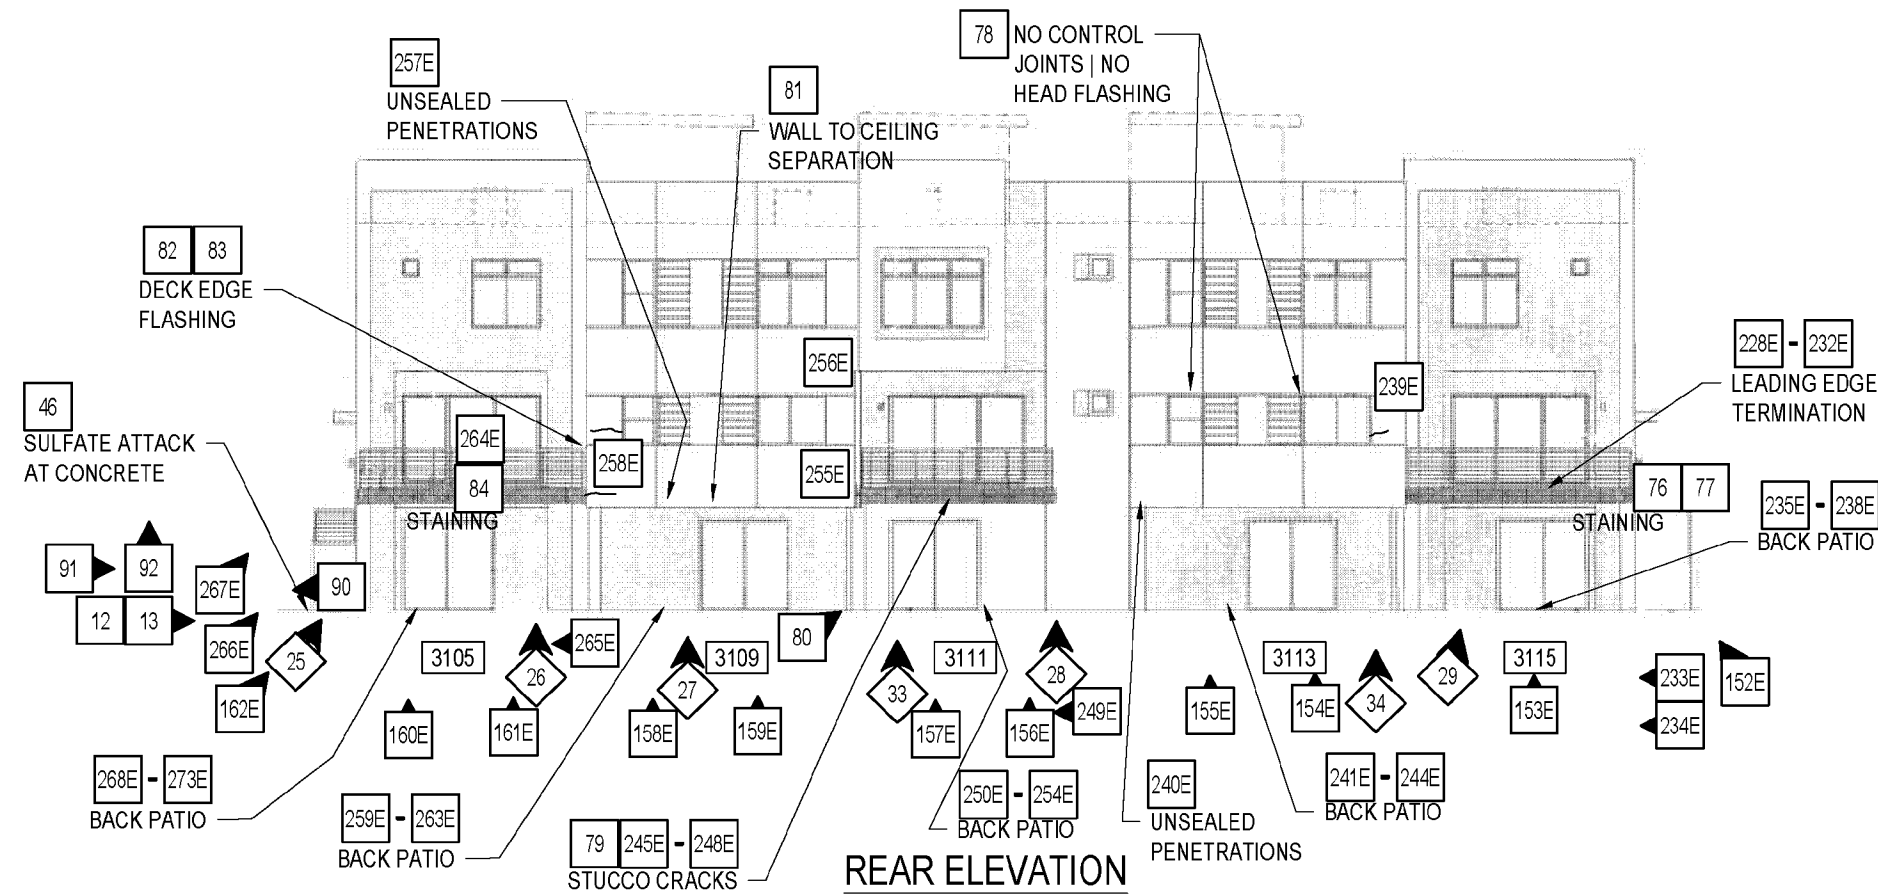 78 NO CONTROL
JOINTS | NO
HEAD FLASHING
257E
UNSEALED
PENETRATIONS
81
WALL TO CEILING
SEPARATION
82 83
DECK EDGE
FLASHING
256E
239E
228E - 232E
LEADING EDGE
TERMINATION
46
SULFATE ATTACK
AT CONCRETE
264E
258E
255E
84
STAINING
76 77
STAINING
235E - 238E
BACK PATIO
91
92
267E
90
12 13
266E
25
162E
3105
26
265E
27
3109
80
33
3111
28
249E
3113
34
29
3115
233E
234E
152E
160E
161E
158E
159E
157E
156E
155E
154E
153E
268E - 273E
BACK PATIO
259E - 263E
BACK PATIO
79 245E - 248E
STUCCO CRACKS
250E - 254E
BACK PATIO
240E
UNSEALED
PENETRATIONS
241E - 244E
BACK PATIO
REAR ELEVATION